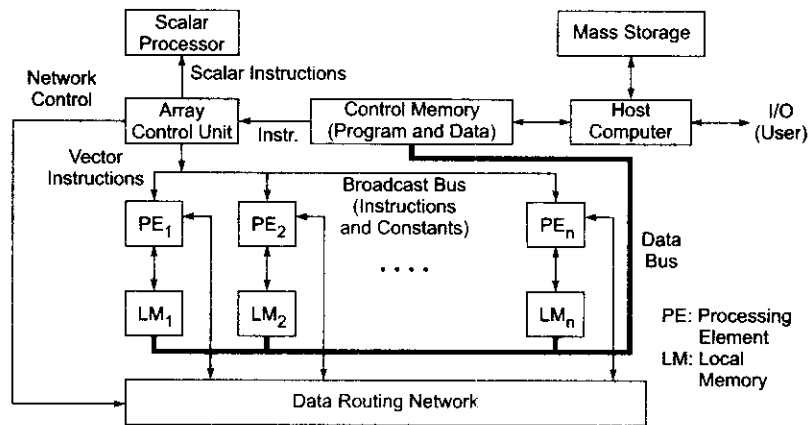 Scalar
Processor
Mass Storage
Network
Control
Scalar Instructions
Array
Control Unit
Instr.
Control Memory
(Program and Data)
Host
Computer
I/O
(User)
Vector
Instructions
Broadcast Bus
(Instructions
and Constants)
PE1
PE2
PEn
Data
Bus
. . . .
LM1
LM2
LMn
PE: Processing
Element
LM: Local
Memory
Data Routing Network